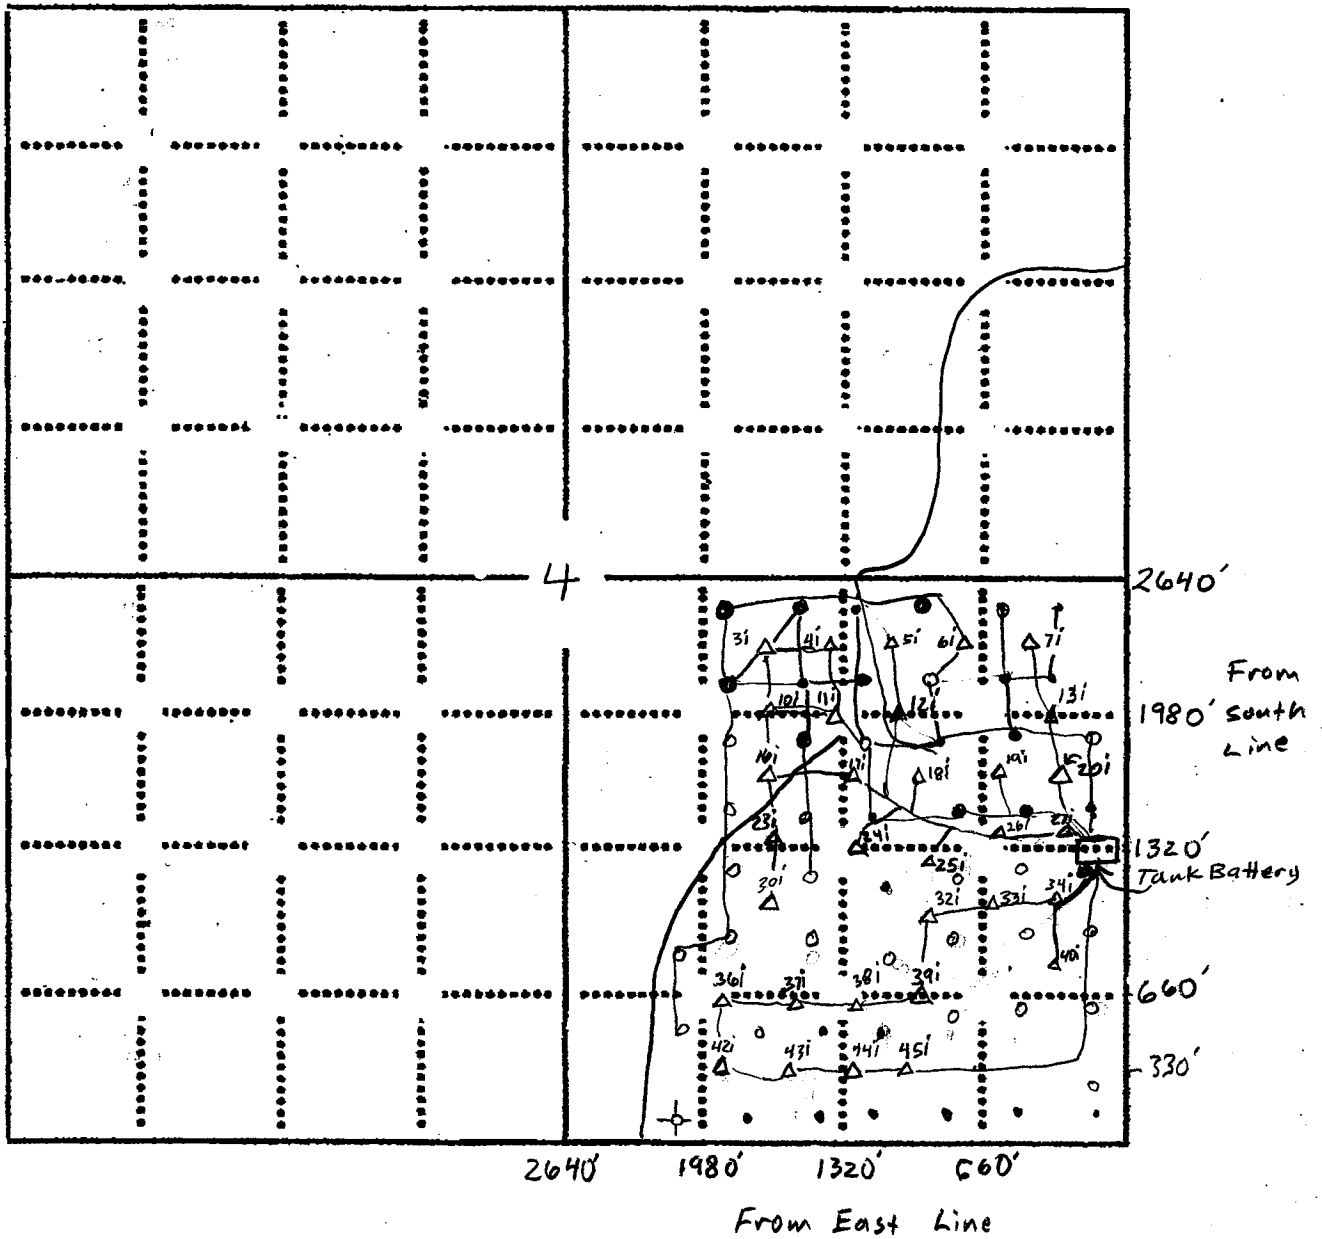 4
2640'
3i
4i
5i
6i
7i
From
South
Line
10i
11i
12i
13i
1980'
16i
17i
18i
19i
20i
23i
24i
25i
26i
27i
1320'
Tank Battery
30i
32i
33i
34i
40i
36i
37i
38i
39i
660'
42i
43i
44i
45i
330'
2640'
1980'
1320'
660'
From East Line